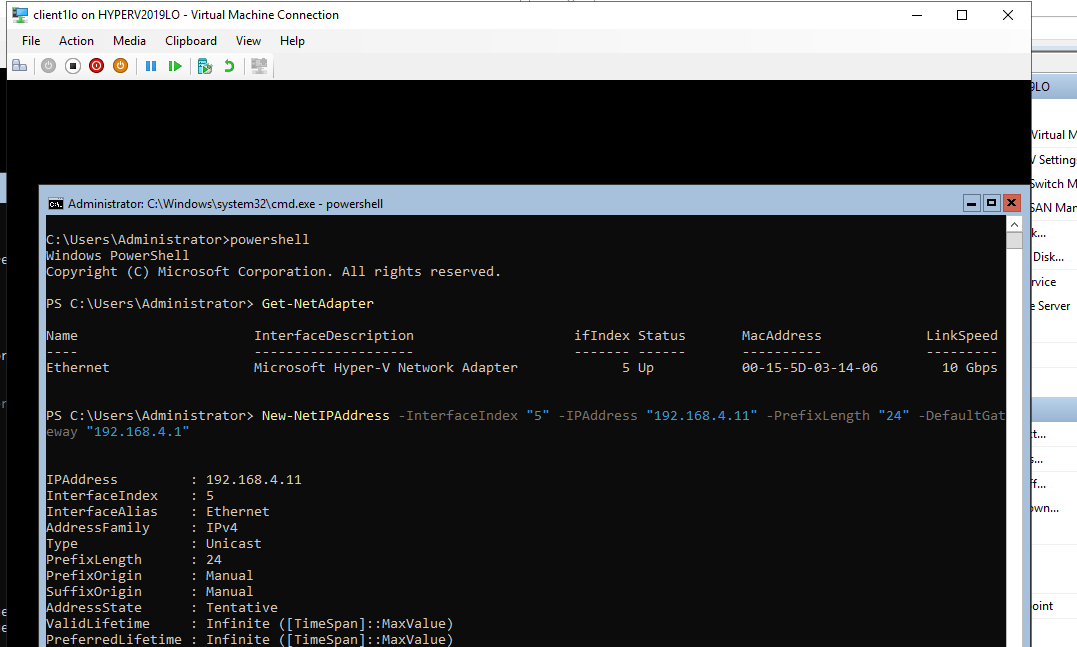 client1lo on HYPERV2019LO - Virtual Machine Connection
File Action Media Clipboard View Help
Administrator: C:\Windows\system32\cmd.exe - powershell
C:\Users\Administrator>powershell
Windows PowerShell
Copyright (C) Microsoft Corporation. All rights reserved.
PS C:\Users\Administrator> Get-NetAdapter
Name InterfaceDescription ifIndex Status MacAddress LinkSpeed
---- -------------------- ------- ------ ---------- ---------
Ethernet Microsoft Hyper-V Network Adapter 5 Up 00-15-5D-03-14-06 10 Gbps
PS C:\Users\Administrator> New-NetIPAddress -InterfaceIndex "5" -IPAddress "192.168.4.11" -PrefixLength "24" -DefaultGat
eway "192.168.4.1"
IPAddress : 192.168.4.11
InterfaceIndex : 5
InterfaceAlias : Ethernet
AddressFamily : IPv4
Type : Unicast
PrefixLength : 24
PrefixOrigin : Manual
SuffixOrigin : Manual
AddressState : Tentative
ValidLifetime : Infinite ([TimeSpan]::MaxValue)
PreferredLifetime : Infinite ([TimeSpan]::MaxValue)
9LO
Virtual M
V Settings
Switch M
SAN Man
k...
Disk...
rvice
e Server
t...
s...
ff...
own...
oint